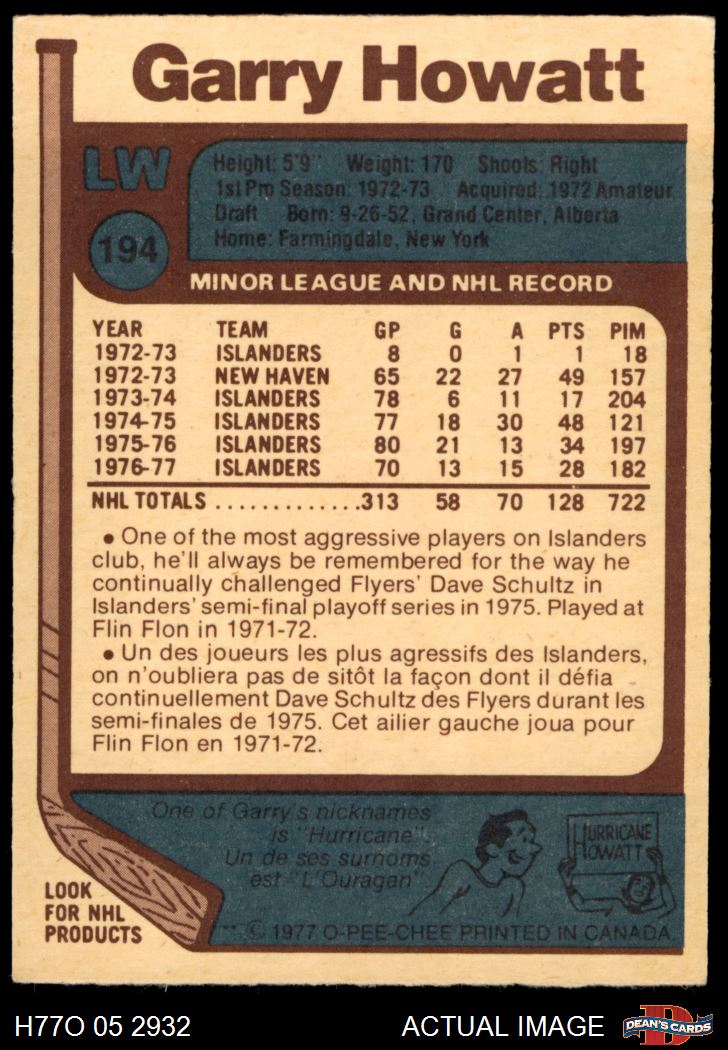 Garry Howatt
LW
194
Height: 5'9" Weight: 170 Shoots: Right
1st Pro Season: 1972-73 Acquired: 1972 Amateur
Draft Born: 9-26-52, Grand Center, Alberta
Home: Farmingdale, New York
MINOR LEAGUE AND NHL RECORD
YEAR TEAM GP G A PTS PIM
1972-73 ISLANDERS 8 0 1 1 18
1972-73 NEW HAVEN 65 22 27 49 157
1973-74 ISLANDERS 78 6 11 17 204
1974-75 ISLANDERS 77 18 30 48 121
1975-76 ISLANDERS 80 21 13 34 197
1976-77 ISLANDERS 70 13 15 28 182
NHL TOTALS .............313 58 70 128 722
• One of the most aggressive players on Islanders
club, he'll always be remembered for the way he
continually challenged Flyers' Dave Schultz in
Islanders' semi-final playoff series in 1975. Played at
Flin Flon in 1971-72.
• Un des joueurs les plus agressifs des Islanders,
on n'oubliera pas de sitôt la façon dont il défia
continuellement Dave Schultz des Flyers durant les
semi-finales de 1975. Cet ailier gauche joua pour
Flin Flon en 1971-72.
One of Garry's nicknames
is "Hurricane".
Un de ses surnoms
est "L'Ouragan"
HURRICANE
HOWATT
LOOK
FOR NHL
PRODUCTS
** © 1977 O-PEE-CHEE PRINTED IN CANADA
H77O 05 2932
ACTUAL IMAGE
D
DEAN'S CARDS